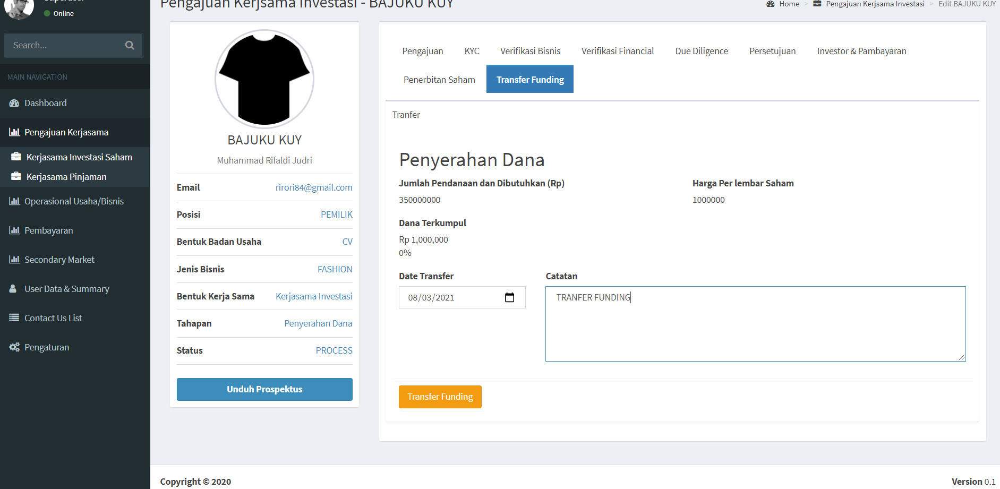 Online
Search...
MAIN NAVIGATION
Dashboard
Pengajuan Kerjasama
Kerjasama Investasi Saham
Kerjasama Pinjaman
Operasional Usaha/Bisnis
Pembayaran
Secondary Market
User Data & Summary
Contact Us List
Pengaturan
Pengajuan Kerjsama Investasi - BAJUKU KUY
Home > Pengajuan Kerjsama Investasi > Edit BAJUKU KUY
BAJUKU KUY
Muhammad Rifaldi Judri
Email rirori84@gmail.com
Posisi PEMILIK
Bentuk Badan Usaha CV
Jenis Bisnis FASHION
Bentuk Kerja Sama Kerjasama Investasi
Tahapan Penyerahan Dana
Status PROCESS
Unduh Prospektus
Pengajuan KYC Verifikasi Bisnis Verifikasi Financial Due Diligence Persetujuan Investor & Pambayaran
Penerbitan Saham Transfer Funding
Tranfer
Penyerahan Dana
Jumlah Pendanaan dan Dibutuhkan (Rp) Harga Per lembar Saham
350000000 1000000
Dana Terkumpul
Rp 1,000,000
0%
Date Transfer Catatan
08/03/2021 TRANFER FUNDING
Transfer Funding
Copyright © 2020 Version 0.1